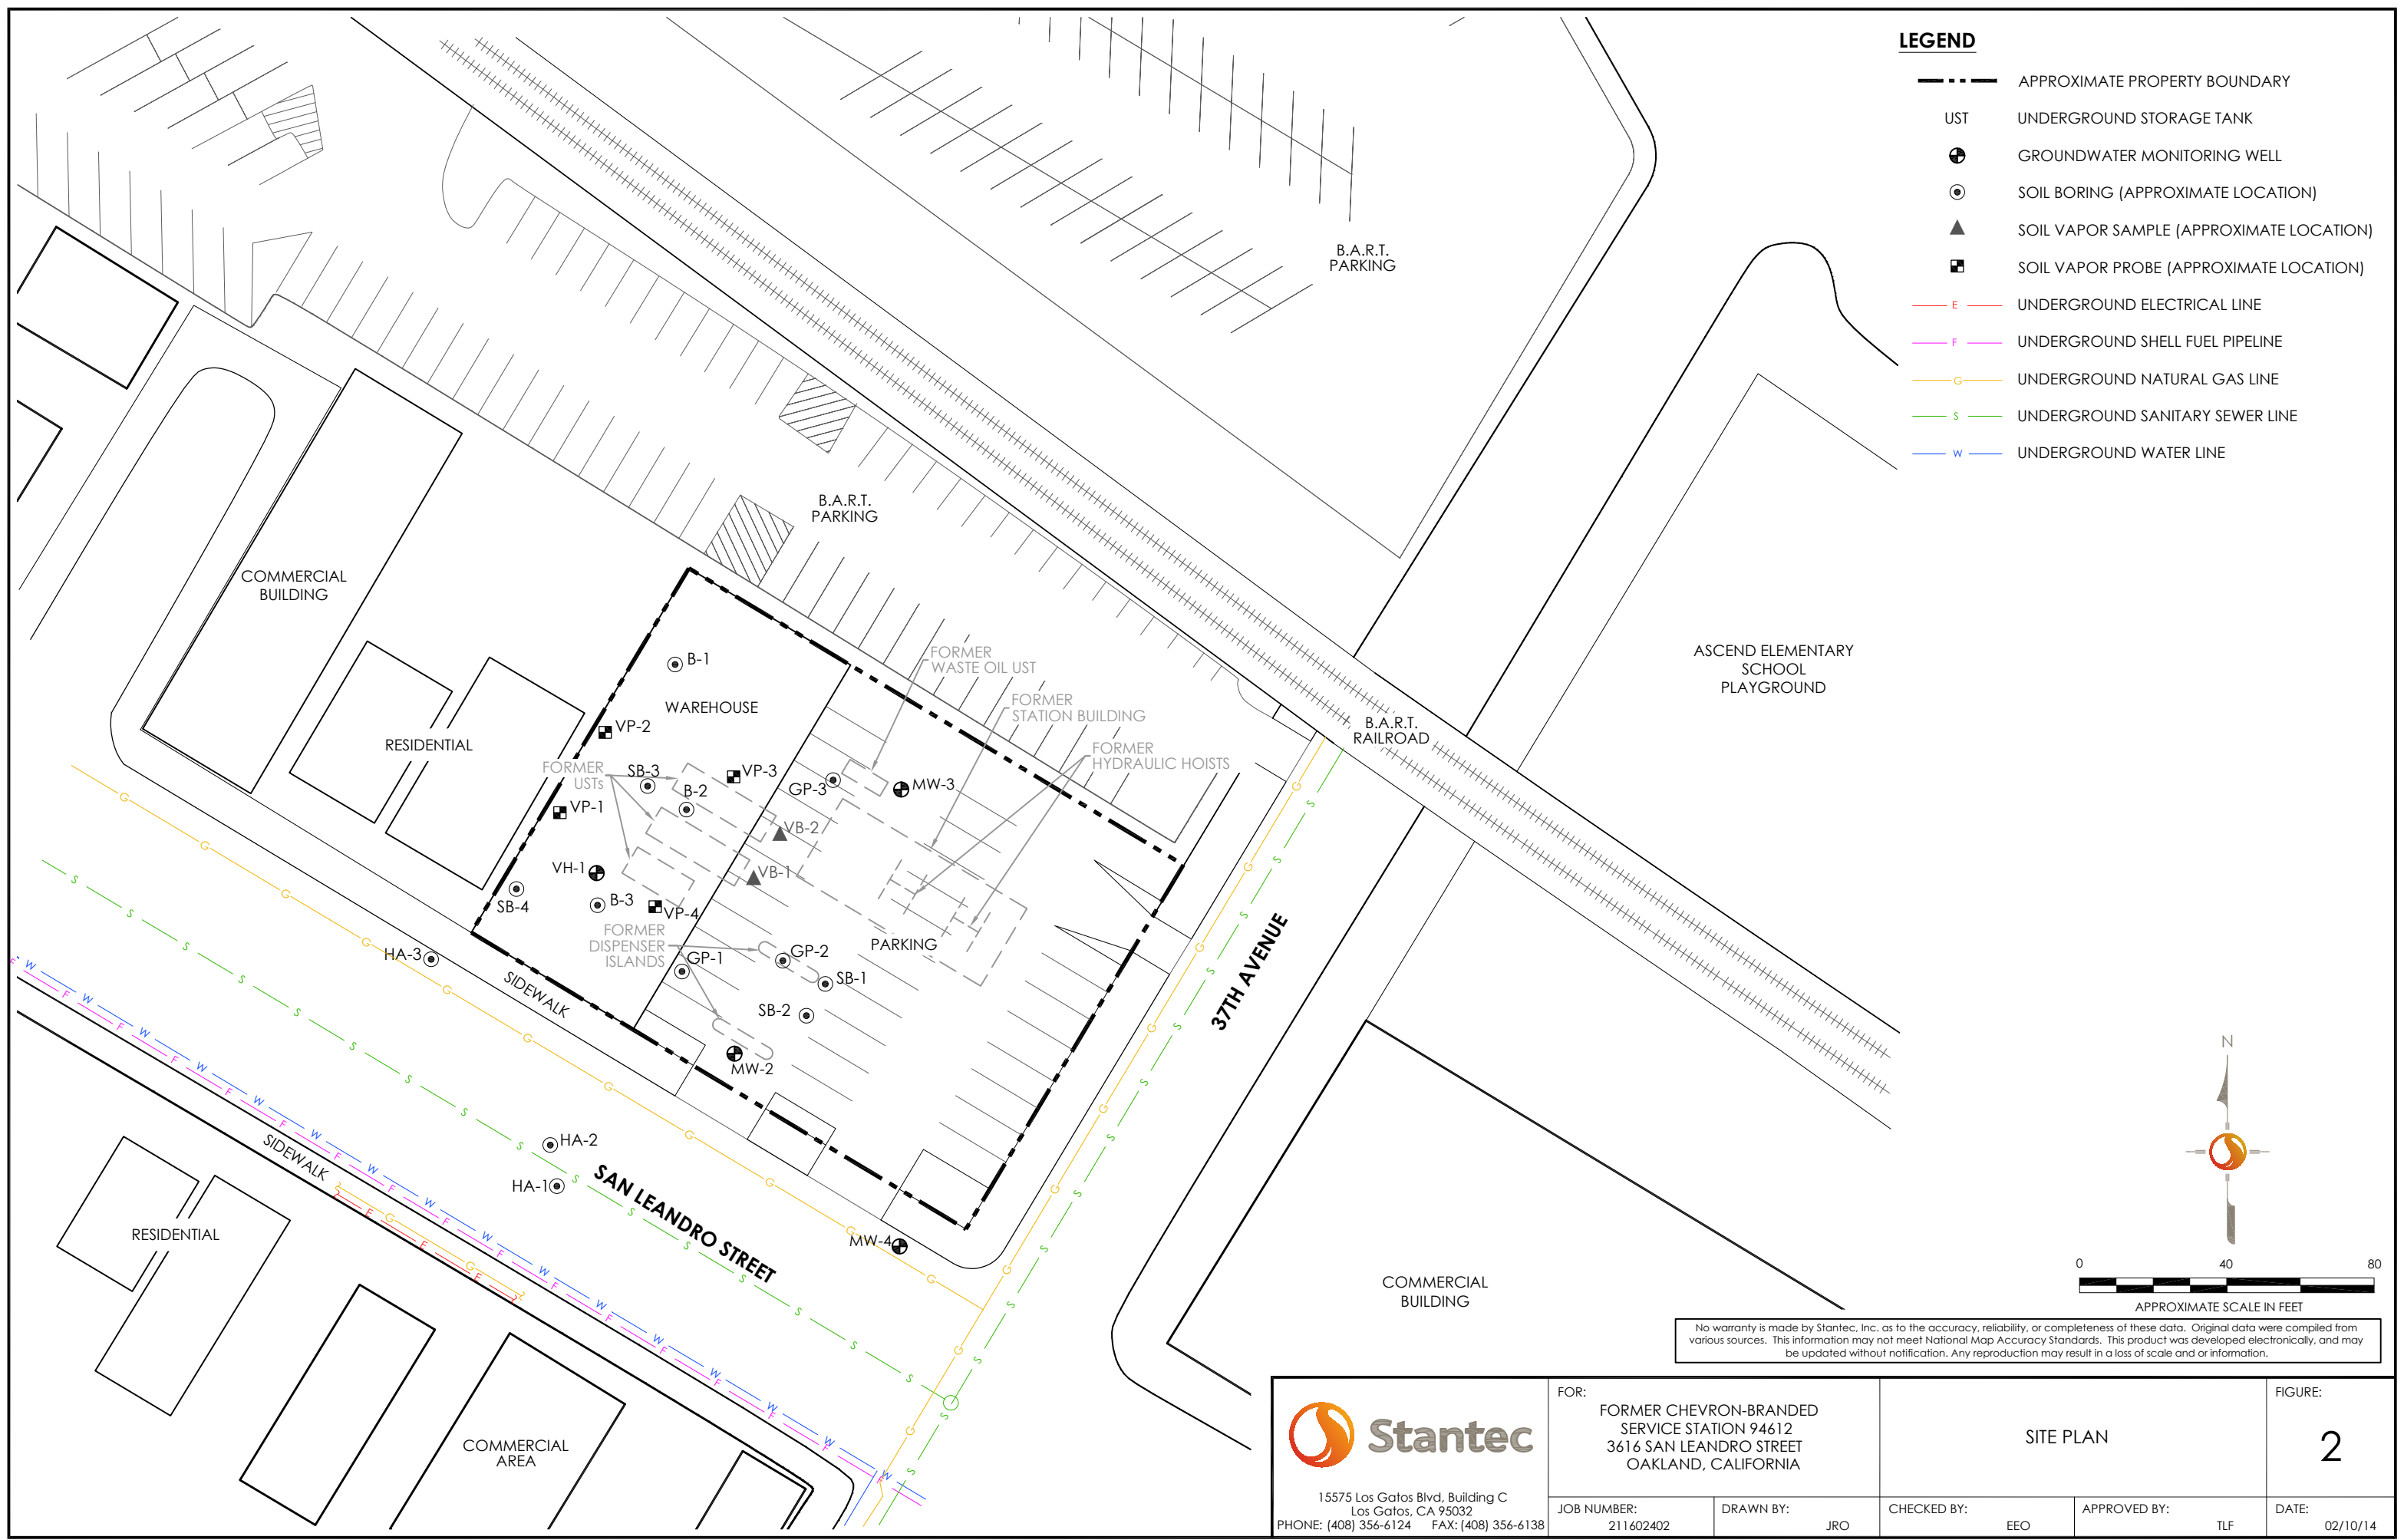 LEGEND
APPROXIMATE PROPERTY BOUNDARY
UST UNDERGROUND STORAGE TANK
GROUNDWATER MONITORING WELL
SOIL BORING (APPROXIMATE LOCATION)
SOIL VAPOR SAMPLE (APPROXIMATE LOCATION)
SOIL VAPOR PROBE (APPROXIMATE LOCATION)
E UNDERGROUND ELECTRICAL LINE
F UNDERGROUND SHELL FUEL PIPELINE
G UNDERGROUND NATURAL GAS LINE
S UNDERGROUND SANITARY SEWER LINE
W UNDERGROUND WATER LINE
B.A.R.T.
PARKING
B.A.R.T.
PARKING
COMMERCIAL
BUILDING
RESIDENTIAL
B-1
WAREHOUSE
VP-2
FORMER
WASTE OIL UST
FORMER
STATION BUILDING
FORMER
HYDRAULIC HOISTS
B.A.R.T.
RAILROAD
ASCEND ELEMENTARY
SCHOOL
PLAYGROUND
FORMER
USTs
SB-3
VP-3
B-2
GP-3
MW-3
VP-1
VB-2
VH-1
VB-1
SB-4
B-3
VP-4
FORMER
DISPENSER
ISLANDS
HA-3
GP-1
GP-2
PARKING
SB-1
SB-2
MW-2
SIDEWALK
37TH AVENUE
HA-2
HA-1
SAN LEANDRO STREET
MW-4
SIDEWALK
RESIDENTIAL
COMMERCIAL
AREA
COMMERCIAL
BUILDING
N
0 40 80
APPROXIMATE SCALE IN FEET
No warranty is made by Stantec, Inc. as to the accuracy, reliability, or completeness of these data. Original data were compiled from
various sources. This information may not meet National Map Accuracy Standards. This product was developed electronically, and may
be updated without notification. Any reproduction may result in a loss of scale and or information.
Stantec
15575 Los Gatos Blvd, Building C
Los Gatos, CA 95032
PHONE: (408) 356-6124 FAX: (408) 356-6138
FOR:
FORMER CHEVRON-BRANDED
SERVICE STATION 94612
3616 SAN LEANDRO STREET
OAKLAND, CALIFORNIA
SITE PLAN
FIGURE:
2
JOB NUMBER:
211602402
DRAWN BY:
JRO
CHECKED BY:
EEO
APPROVED BY:
TLF
DATE:
02/10/14